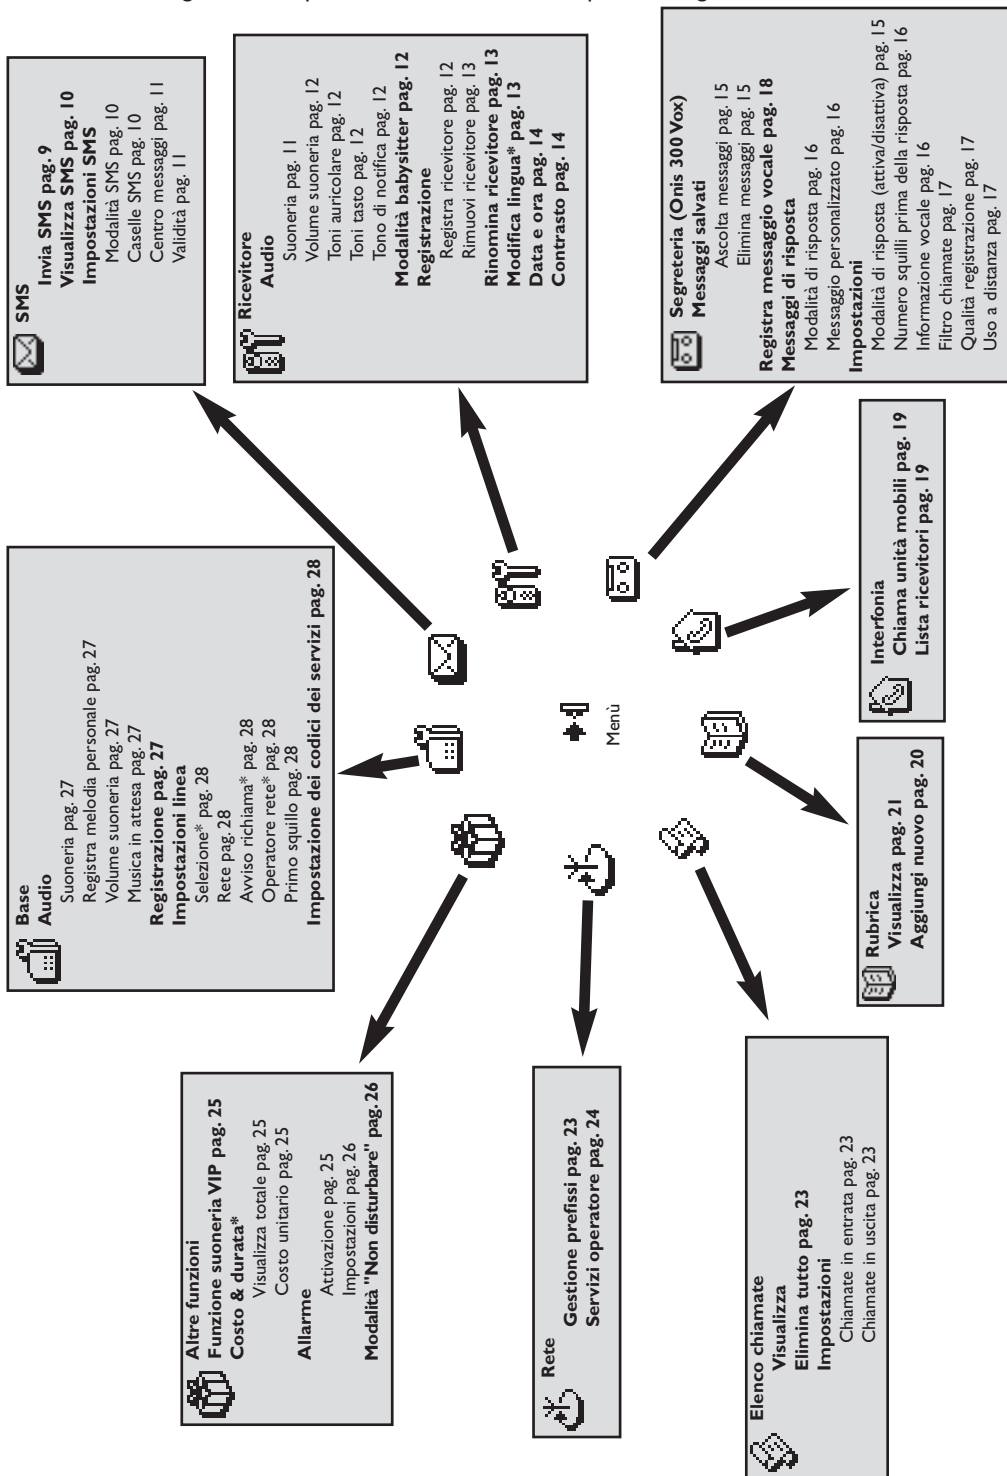 Altre funzioni
Funzione suoneria VIP pag. 25
Costo & durata*
Visualizza totale pag. 25
Costo unitario pag. 25
Allarme
Attivazione pag. 25
Impostazioni pag. 26
Modalità "Non disturbare" pag. 26
Base
Audio
Suoneria pag. 27
Registra melodia personale pag. 27
Volume suoneria pag. 27
Musica in attesa pag. 27
Registrazione pag. 27
Impostazioni linea
Selezione* pag. 28
Rete pag. 28
Avviso richiama* pag. 28
Operatore rete* pag. 28
Primo squillo pag. 28
Impostazione dei codici dei servizi pag. 28
SMS
Invia SMS pag. 9
Visualizza SMS pag. 10
Impostazioni SMS
Modalità SMS pag. 10
Caselle SMS pag. 10
Centro messaggi pag. 11
Validità pag. 11
Ricevitore
Audio
Suoneria pag. 11
Volume suoneria pag. 12
Toni auricolare pag. 12
Toni tasto pag. 12
Tono di notifica pag. 12
Modalità babysitter pag. 12
Registrazione
Registra ricevitore pag. 12
Rimuovi ricevitore pag. 13
Rinomina ricevitore pag. 13
Modifica lingua* pag. 13
Data e ora pag. 14
Contrasto pag. 14
Rete
Gestione prefissi pag. 23
Servizi operatore pag. 24
Menù
Elenco chiamate
Visualizza
Elimina tutto pag. 23
Impostazioni
Chiamate in entrata pag. 23
Chiamate in uscita pag. 23
Rubrica
Visualizza pag. 21
Aggiungi nuovo pag. 20
Interfonia
Chiama unità mobili pag. 19
Lista ricevitori pag. 19
Segreteria (Onis 300 Vox)
Messaggi salvati
Ascolta messaggi pag. 15
Elimina messaggi pag. 15
Registra messaggio vocale pag. 18
Messaggi di risposta
Modalità di risposta pag. 16
Messaggio personalizzato pag. 16
Impostazioni
Modalità di risposta (attiva/disattiva) pag. 15
Numero squilli prima della risposta pag. 16
Informazione vocale pag. 16
Filtro chiamate pag. 17
Qualità registrazione pag. 17
Uso a distanza pag. 17